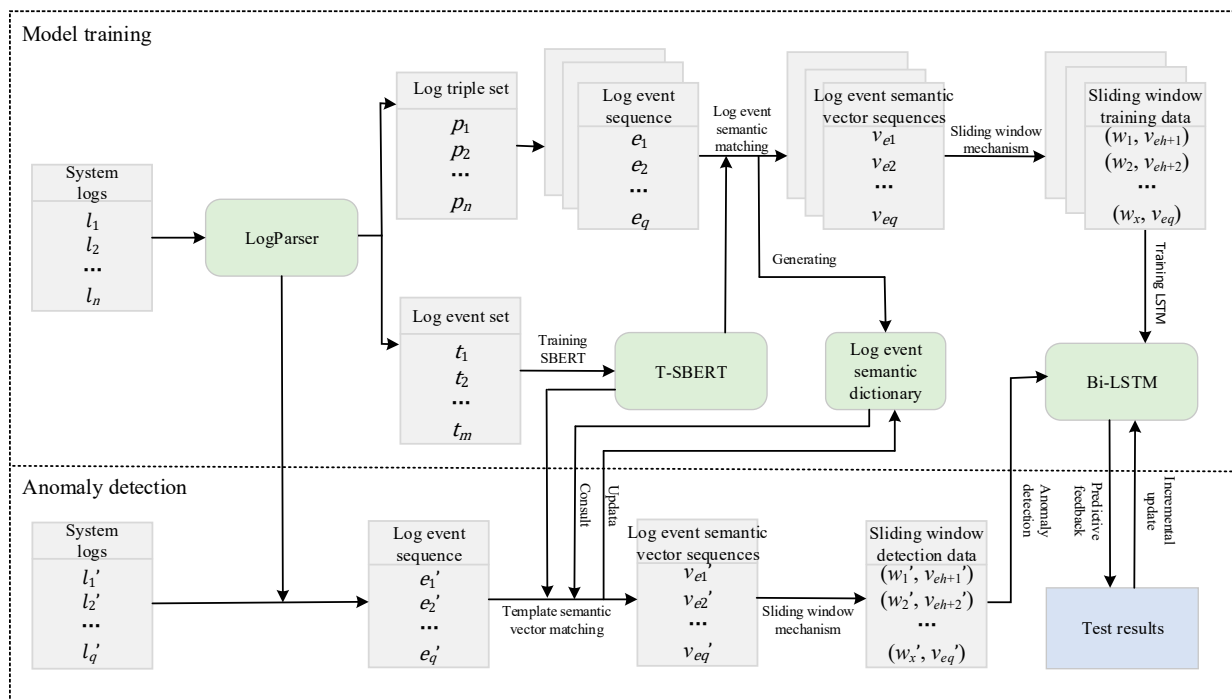 Model training
System
logs
l1
l2
...
ln
LogParser
Log triple set
p1
p2
...
pn
Log event set
t1
t2
...
tm
Log event
sequence
e1
e2
...
eq
Training
SBERT
T-SBERT
Log event
semantic
matching
Generating
Log event semantic
vector sequences
ve1
ve2
...
veq
Log event
semantic
dictionary
Sliding window
mechanism
Sliding window
training data
(w1, veh+1)
(w2, veh+2)
...
(wx, veq)
Training LSTM
Bi-LSTM
Anomaly detection
System
logs
l1'
l2'
...
lq'
Log event
sequence
e1'
e2'
...
eq'
Consult
Updata
Template semantic
vector matching
Log event semantic
vector sequences
ve1'
ve2'
...
veq'
Sliding window
mechanism
Sliding window
detection data
(w1', veh+1')
(w2', veh+2')
...
(wx', veq')
Anomaly
detection
Predictive
feedback
Incremental
update
Test results